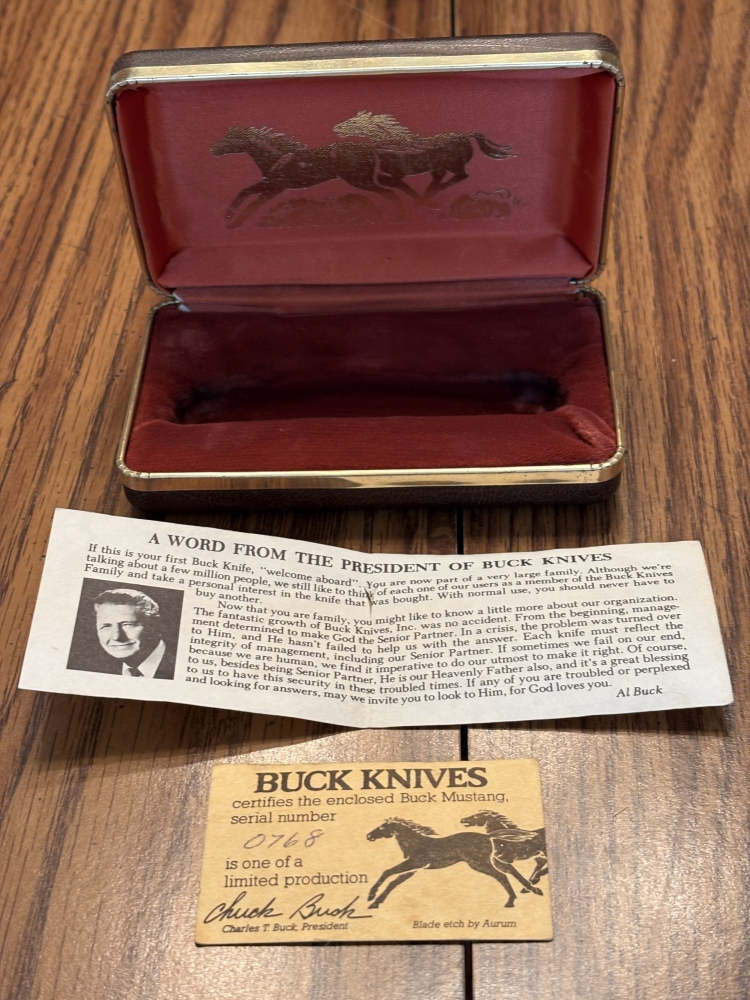 A WORD FROM THE PRESIDENT OF BUCK KNIVES
If this is your first Buck Knife, "welcome aboard". You are now part of a very large family. Although we're
talking about a few million people, we still like to think of each one of our users as a member of the Buck Knives
Family and take a personal interest in the knife that was bought. With normal use, you should never have to
buy another.
Now that you are family, you might like to know a little more about our organization.
The fantastic growth of Buck Knives, Inc. was no accident. From the beginning, manage-
ment determined to make God the Senior Partner. In a crisis, the problem was turned over
to Him, and He hasn't failed to help us with the answer. Each knife must reflect the
integrity of management, including our Senior Partner. If sometimes we fail on our end,
because we are human, we find it imperative to do our utmost to make it right. Of course,
to us, besides being Senior Partner, He is our Heavenly Father also, and it's a great blessing
to us to have this security in these troubled times. If any of you are troubled or perplexed
and looking for answers, may we invite you to look to Him, for God loves you.
Al Buck
BUCK KNIVES
certifies the enclosed Buck Mustang,
serial number
0768
is one of a
limited production
Chuck Buck
Charles T. Buck, President
Blade etch by Aurum